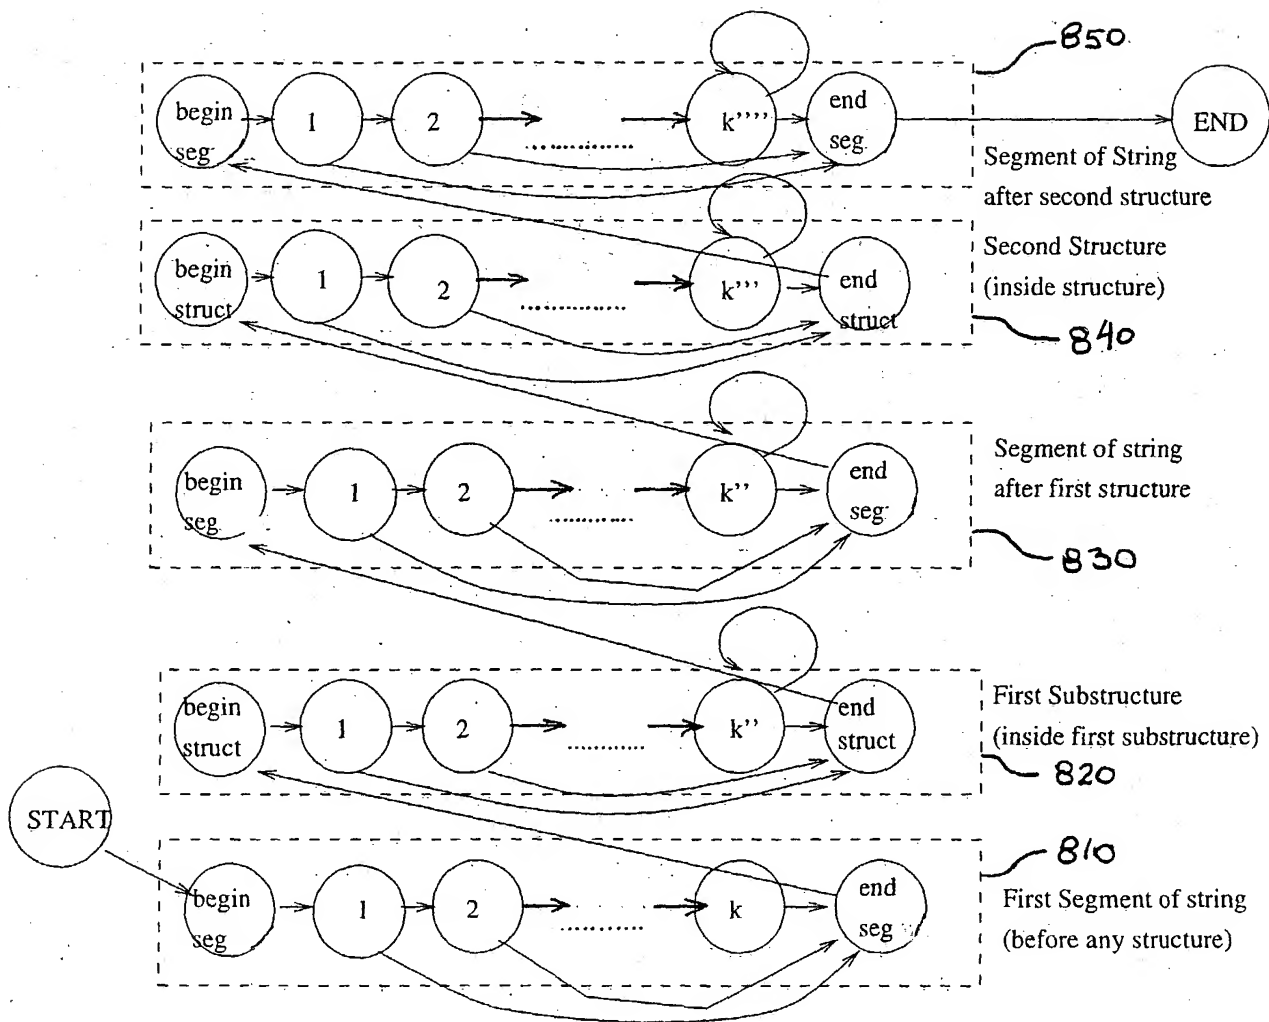 850
begin
seg
1
2
............
k''''
end
seg
END
Segment of String
after second structure
begin
struct
1
2
............
k'''
end
struct
Second Structure
(inside structure)
840
begin
seg
1
2
............
k''
end
seg
Segment of string
after first structure
830
begin
struct
1
2
............
k''
end
struct
First Substructure
(inside first substructure)
820
START
810
begin
seg
1
2
............
k
end
seg
First Segment of string
(before any structure)